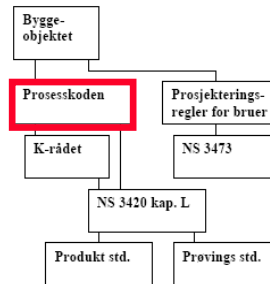 Bygge-
objektet
Prosesskoden
Prosjekterings-
regler for bruer
K-rådet
NS 3473
NS 3420 kap. L
Produkt std.
Prøvings std.